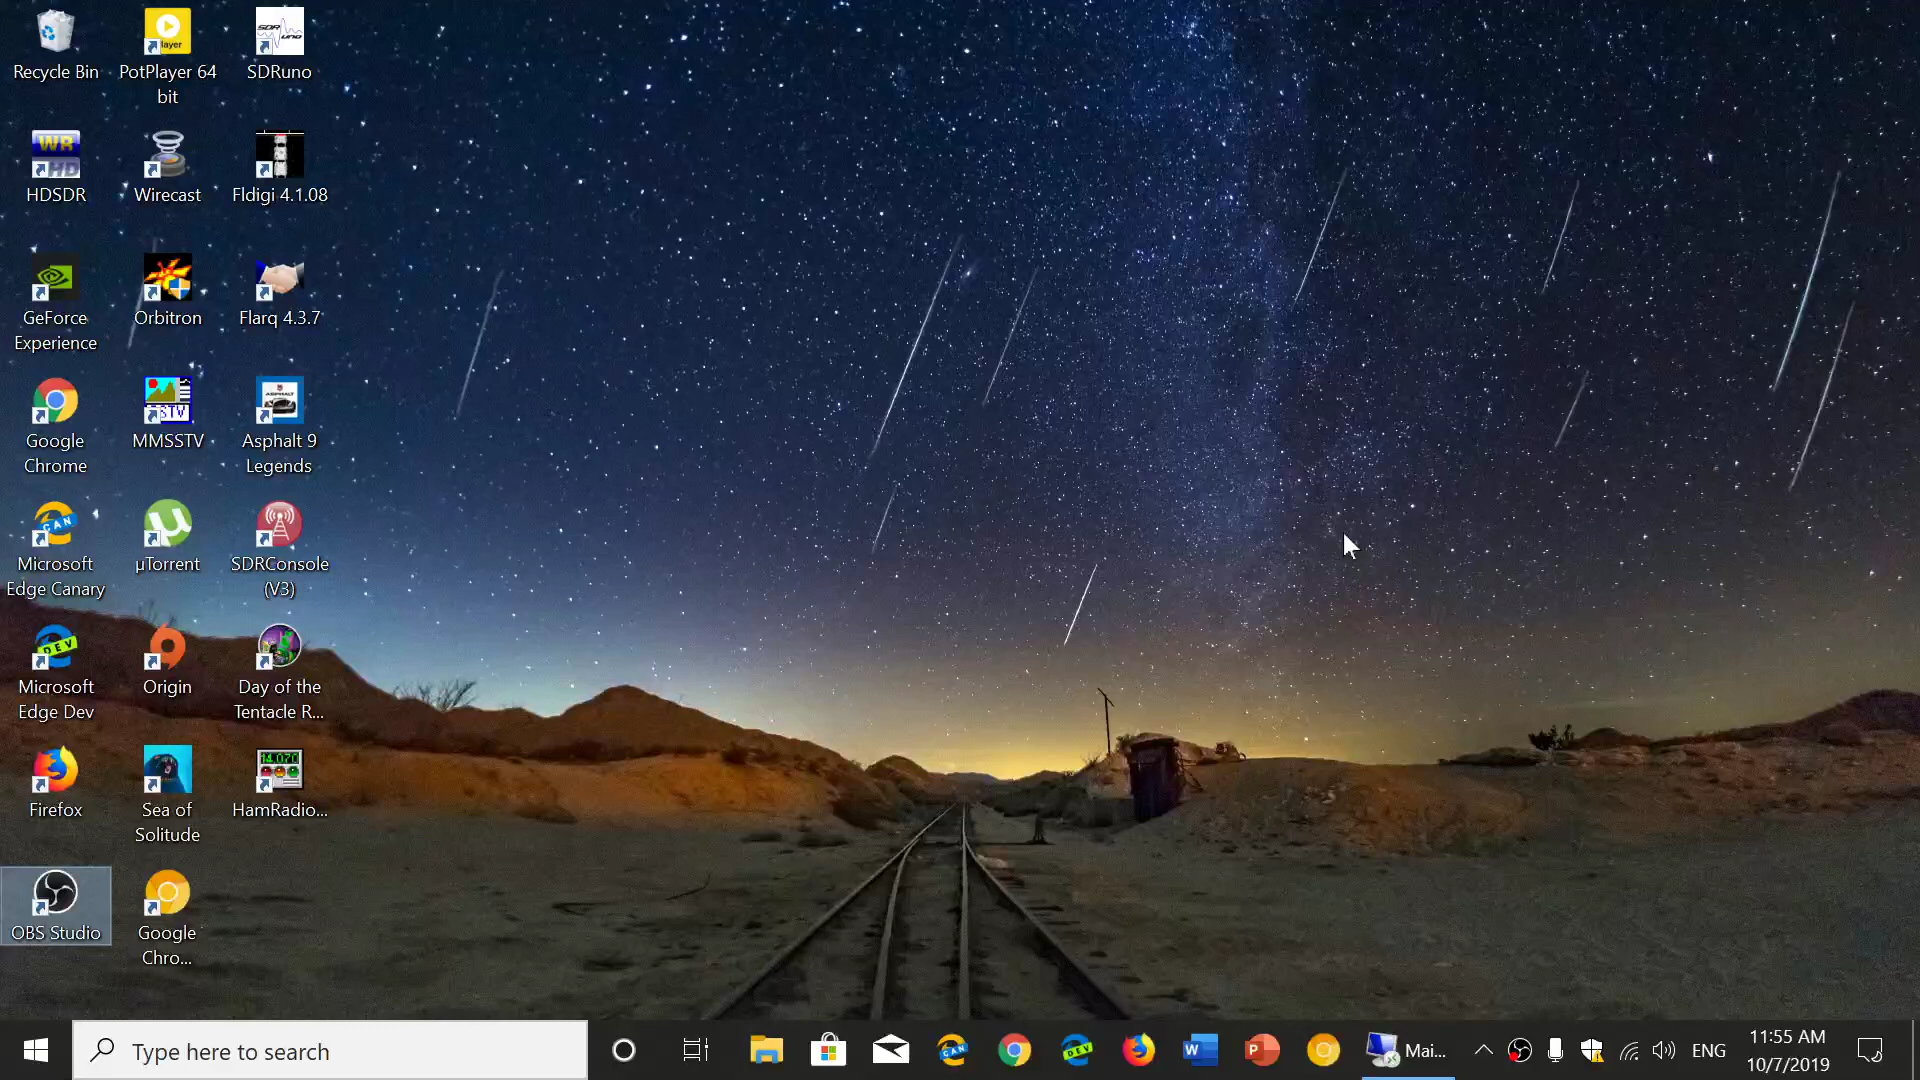 Recycle Bin
PotPlayer 64
bit
SDRuno
HDSDR
Wirecast
Fldigi 4.1.08
GeForce
Experience
Orbitron
Flarq 4.3.7
Google
Chrome
MMSSTV
Asphalt 9
Legends
Microsoft
Edge Canary
µTorrent
SDRConsole
(V3)
Microsoft
Edge Dev
Origin
Day of the
Tentacle R...
Firefox
Sea of
Solitude
HamRadio...
OBS Studio
Google
Chro...
Type here to search
Mai...
ENG
11:55 AM
10/7/2019